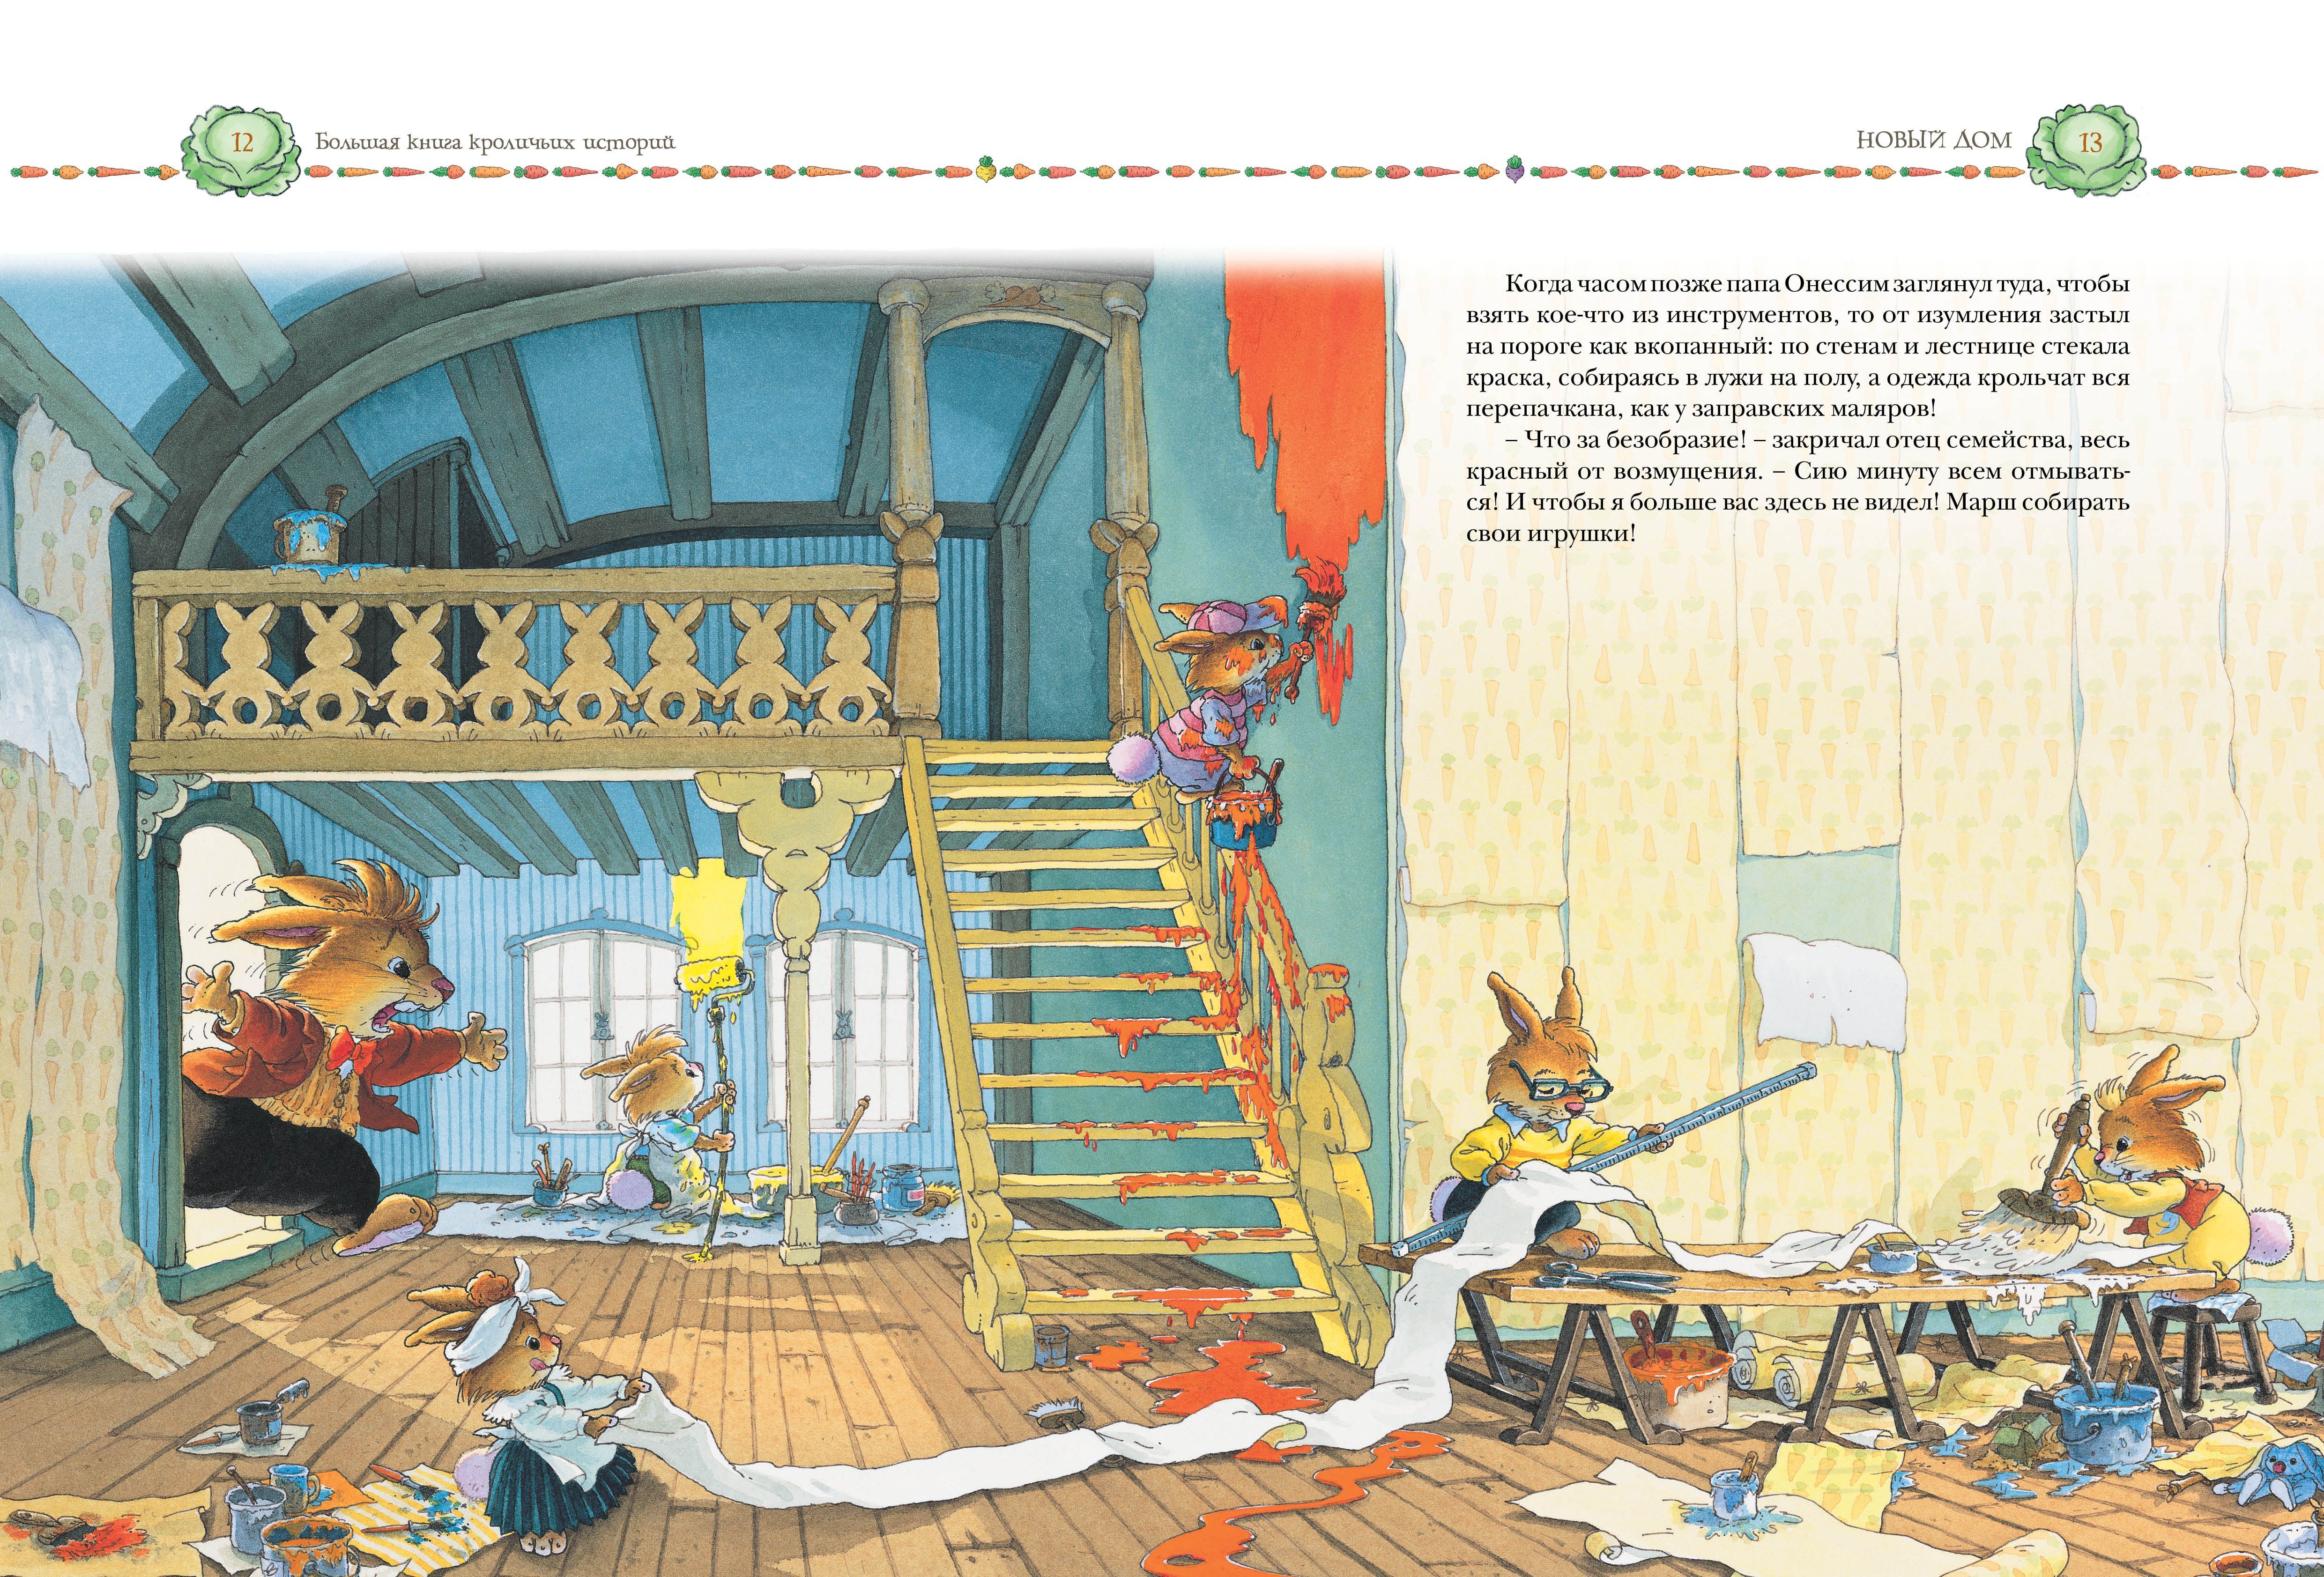 12
Большая книга кроличьих историй
НОВЫЙ ДОМ
13
Когда часом позже папа Онессим заглянул туда, чтобы
взять кое-что из инструментов, то от изумления застыл
на пороге как вкопанный: по стенам и лестнице стекала
краска, собираясь в лужи на полу, а одежда крольчат вся
перепачкана, как у заправских маляров!
– Что за безобразие! – закричал отец семейства, весь
красный от возмущения. – Сию минуту всем отмывать-
ся! И чтобы я больше вас здесь не видел! Марш собирать
свои игрушки!